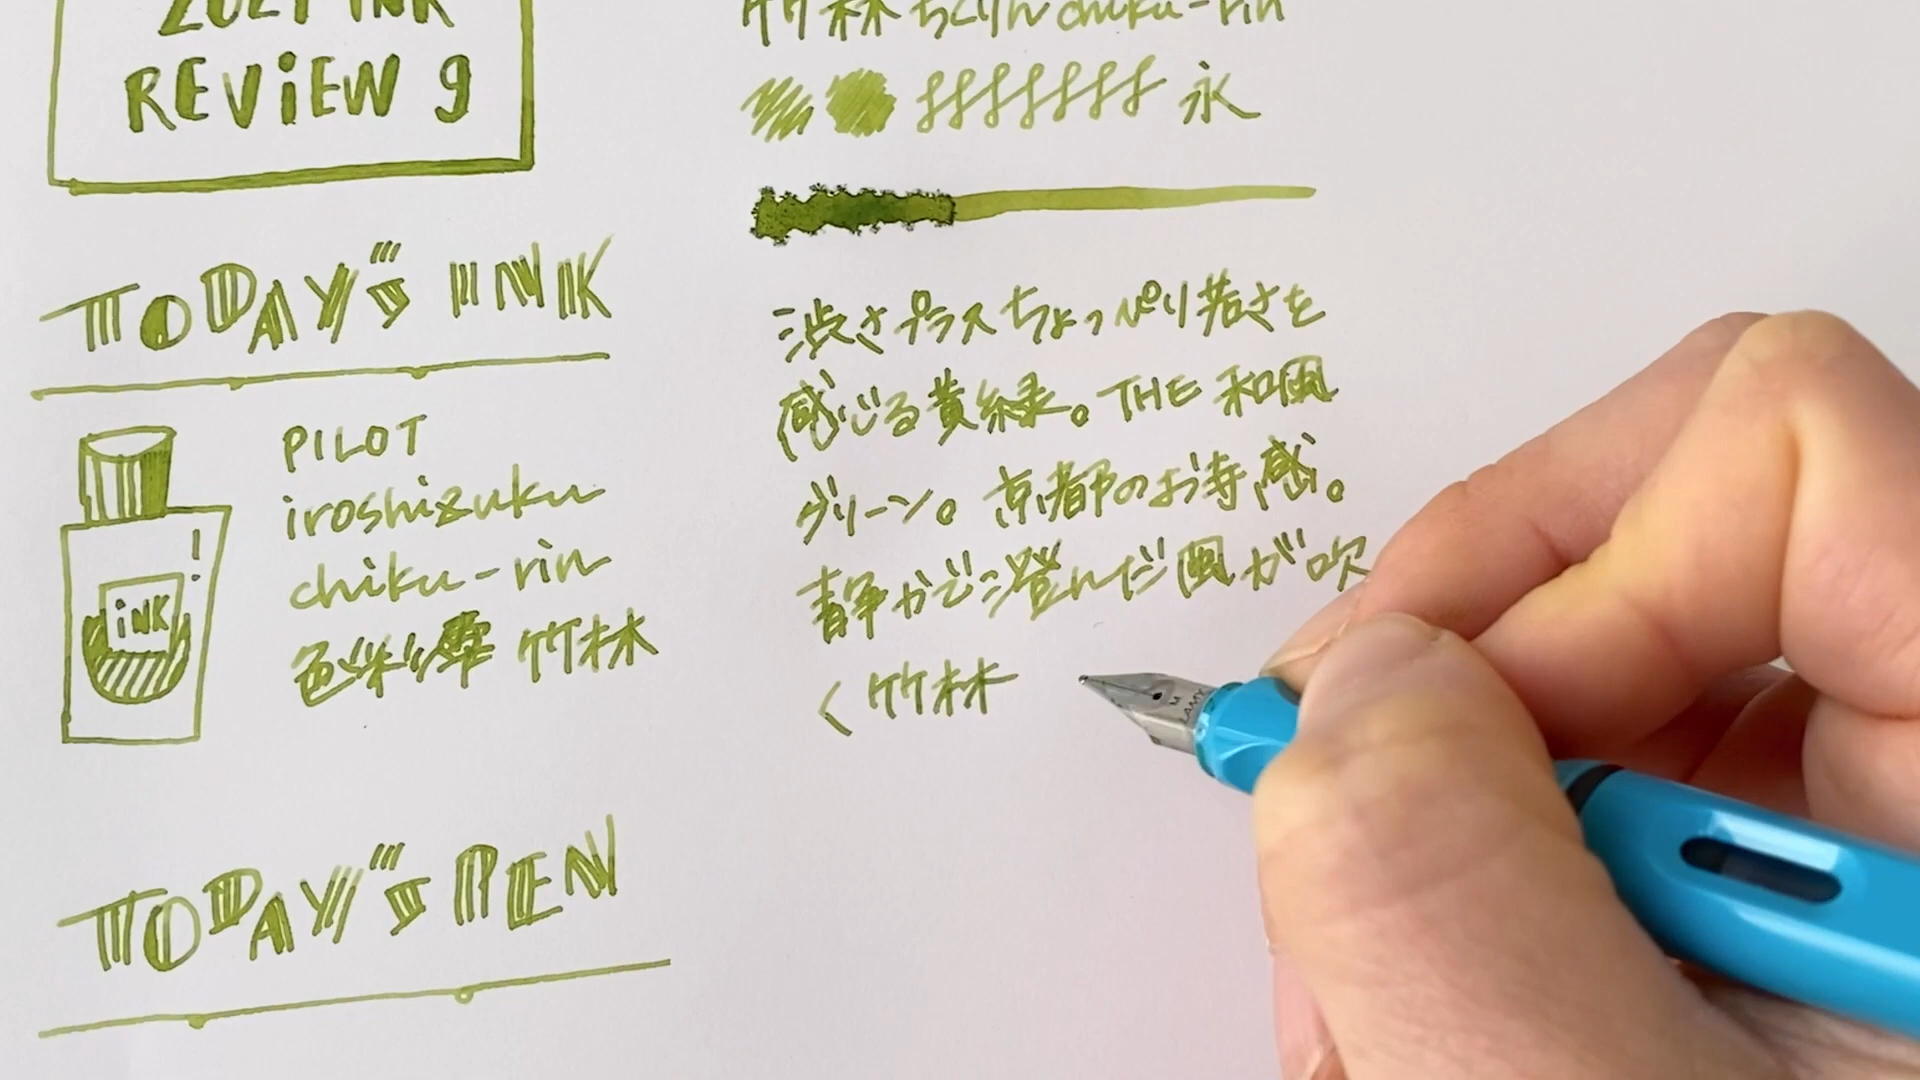 2021 INK
REVIEW 9
TODAY'S INK
iNK!
PILOT
iroshizuku
chiku-rin
色彩雫 竹林
TODAY'S PEN
竹林 ちくりん chiku-rin
永
渋さプラスちょっぴり若さを
感じる黄緑。THE 和風
グリーン。京都のお寺感。
静かで澄んだ風が吹
く竹林
M
LAMY